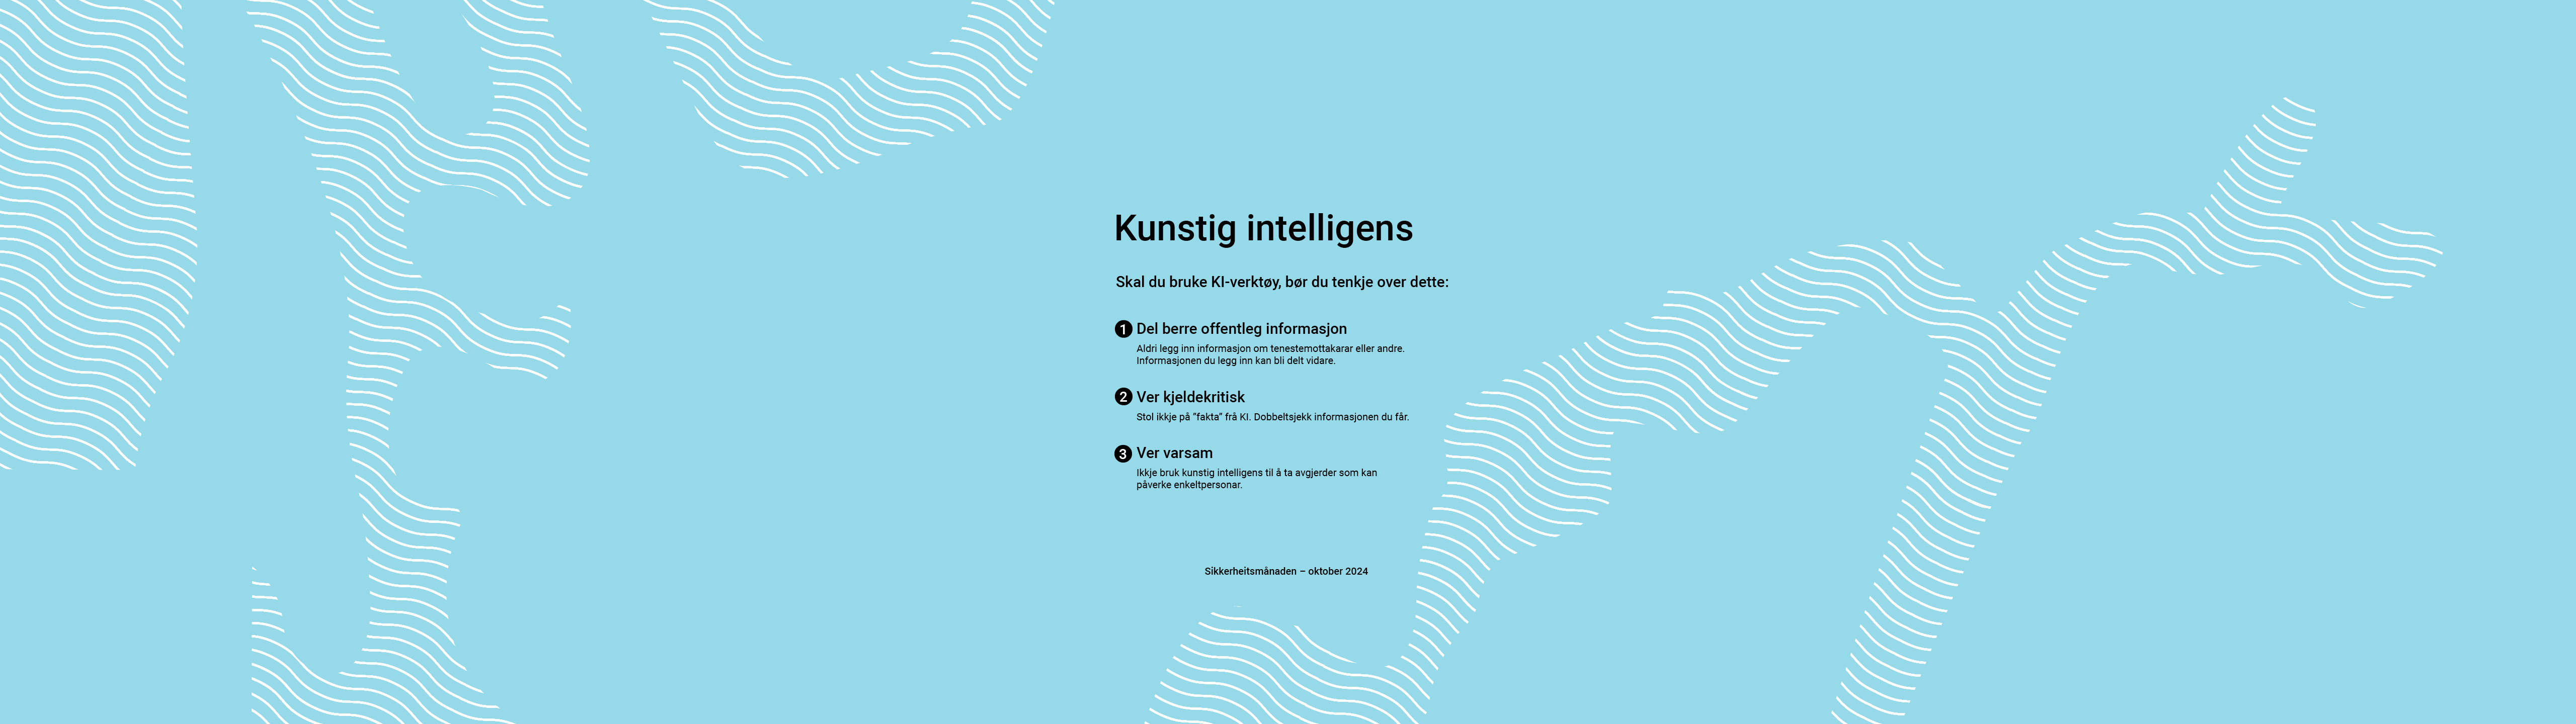 Kunstig intelligens
Skal du bruke KI-verktøy, bør du tenkje over dette:
1 Del berre offentleg informasjon
Aldri legg inn informasjon om tenestemottakarar eller andre.
Informasjonen du legg inn kan bli delt vidare.
2 Ver kjeldekritisk
Stol ikkje på "fakta" frå KI. Dobbeltsjekk informasjonen du får.
3 Ver varsam
Ikkje bruk kunstig intelligens til å ta avgjerder som kan
påverke enkeltpersonar.
Sikkerheitsmånaden – oktober 2024